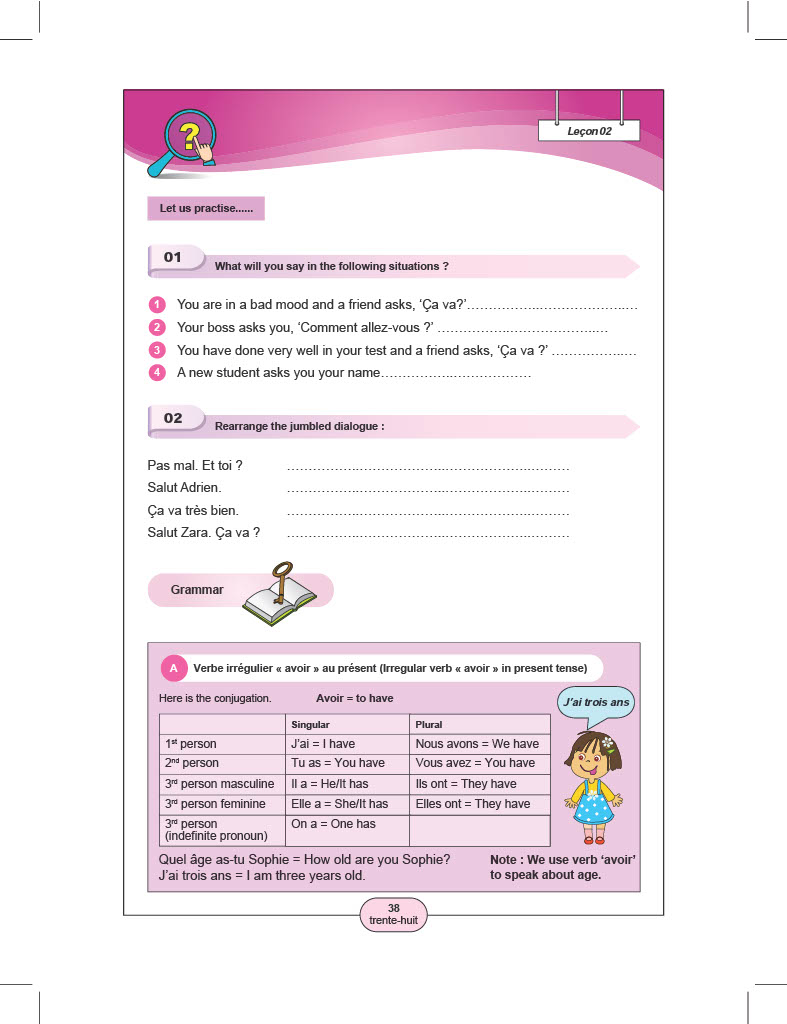 ?
Leçon 02
Let us practise......
01
What will you say in the following situations ?
1 You are in a bad mood and a friend asks, ‘Ça va?’……………..…………………..…
2 Your boss asks you, ‘Comment allez-vous ?’ ……………..……………………
3 You have done very well in your test and a friend asks, ‘Ça va ?’ ……………..…
4 A new student asks you your name……………..………………
02
Rearrange the jumbled dialogue :
Pas mal. Et toi ? ……………..………………..………………..………
Salut Adrien. ……………..………………..………………..………
Ça va très bien. ……………..………………..………………..………
Salut Zara. Ça va ? ……………..………………..………………..………
Grammar
A Verbe irrégulier « avoir » au présent (Irregular verb « avoir » in present tense)
Here is the conjugation. Avoir = to have
J’ai trois ans
Singular Plural
1st person J’ai = I have Nous avons = We have
2nd person Tu as = You have Vous avez = You have
3rd person masculine Il a = He/It has Ils ont = They have
3rd person feminine Elle a = She/It has Elles ont = They have
3rd person On a = One has
(indefinite pronoun)
Quel âge as-tu Sophie = How old are you Sophie? Note : We use verb ‘avoir’
J’ai trois ans = I am three years old. to speak about age.
38
trente-huit